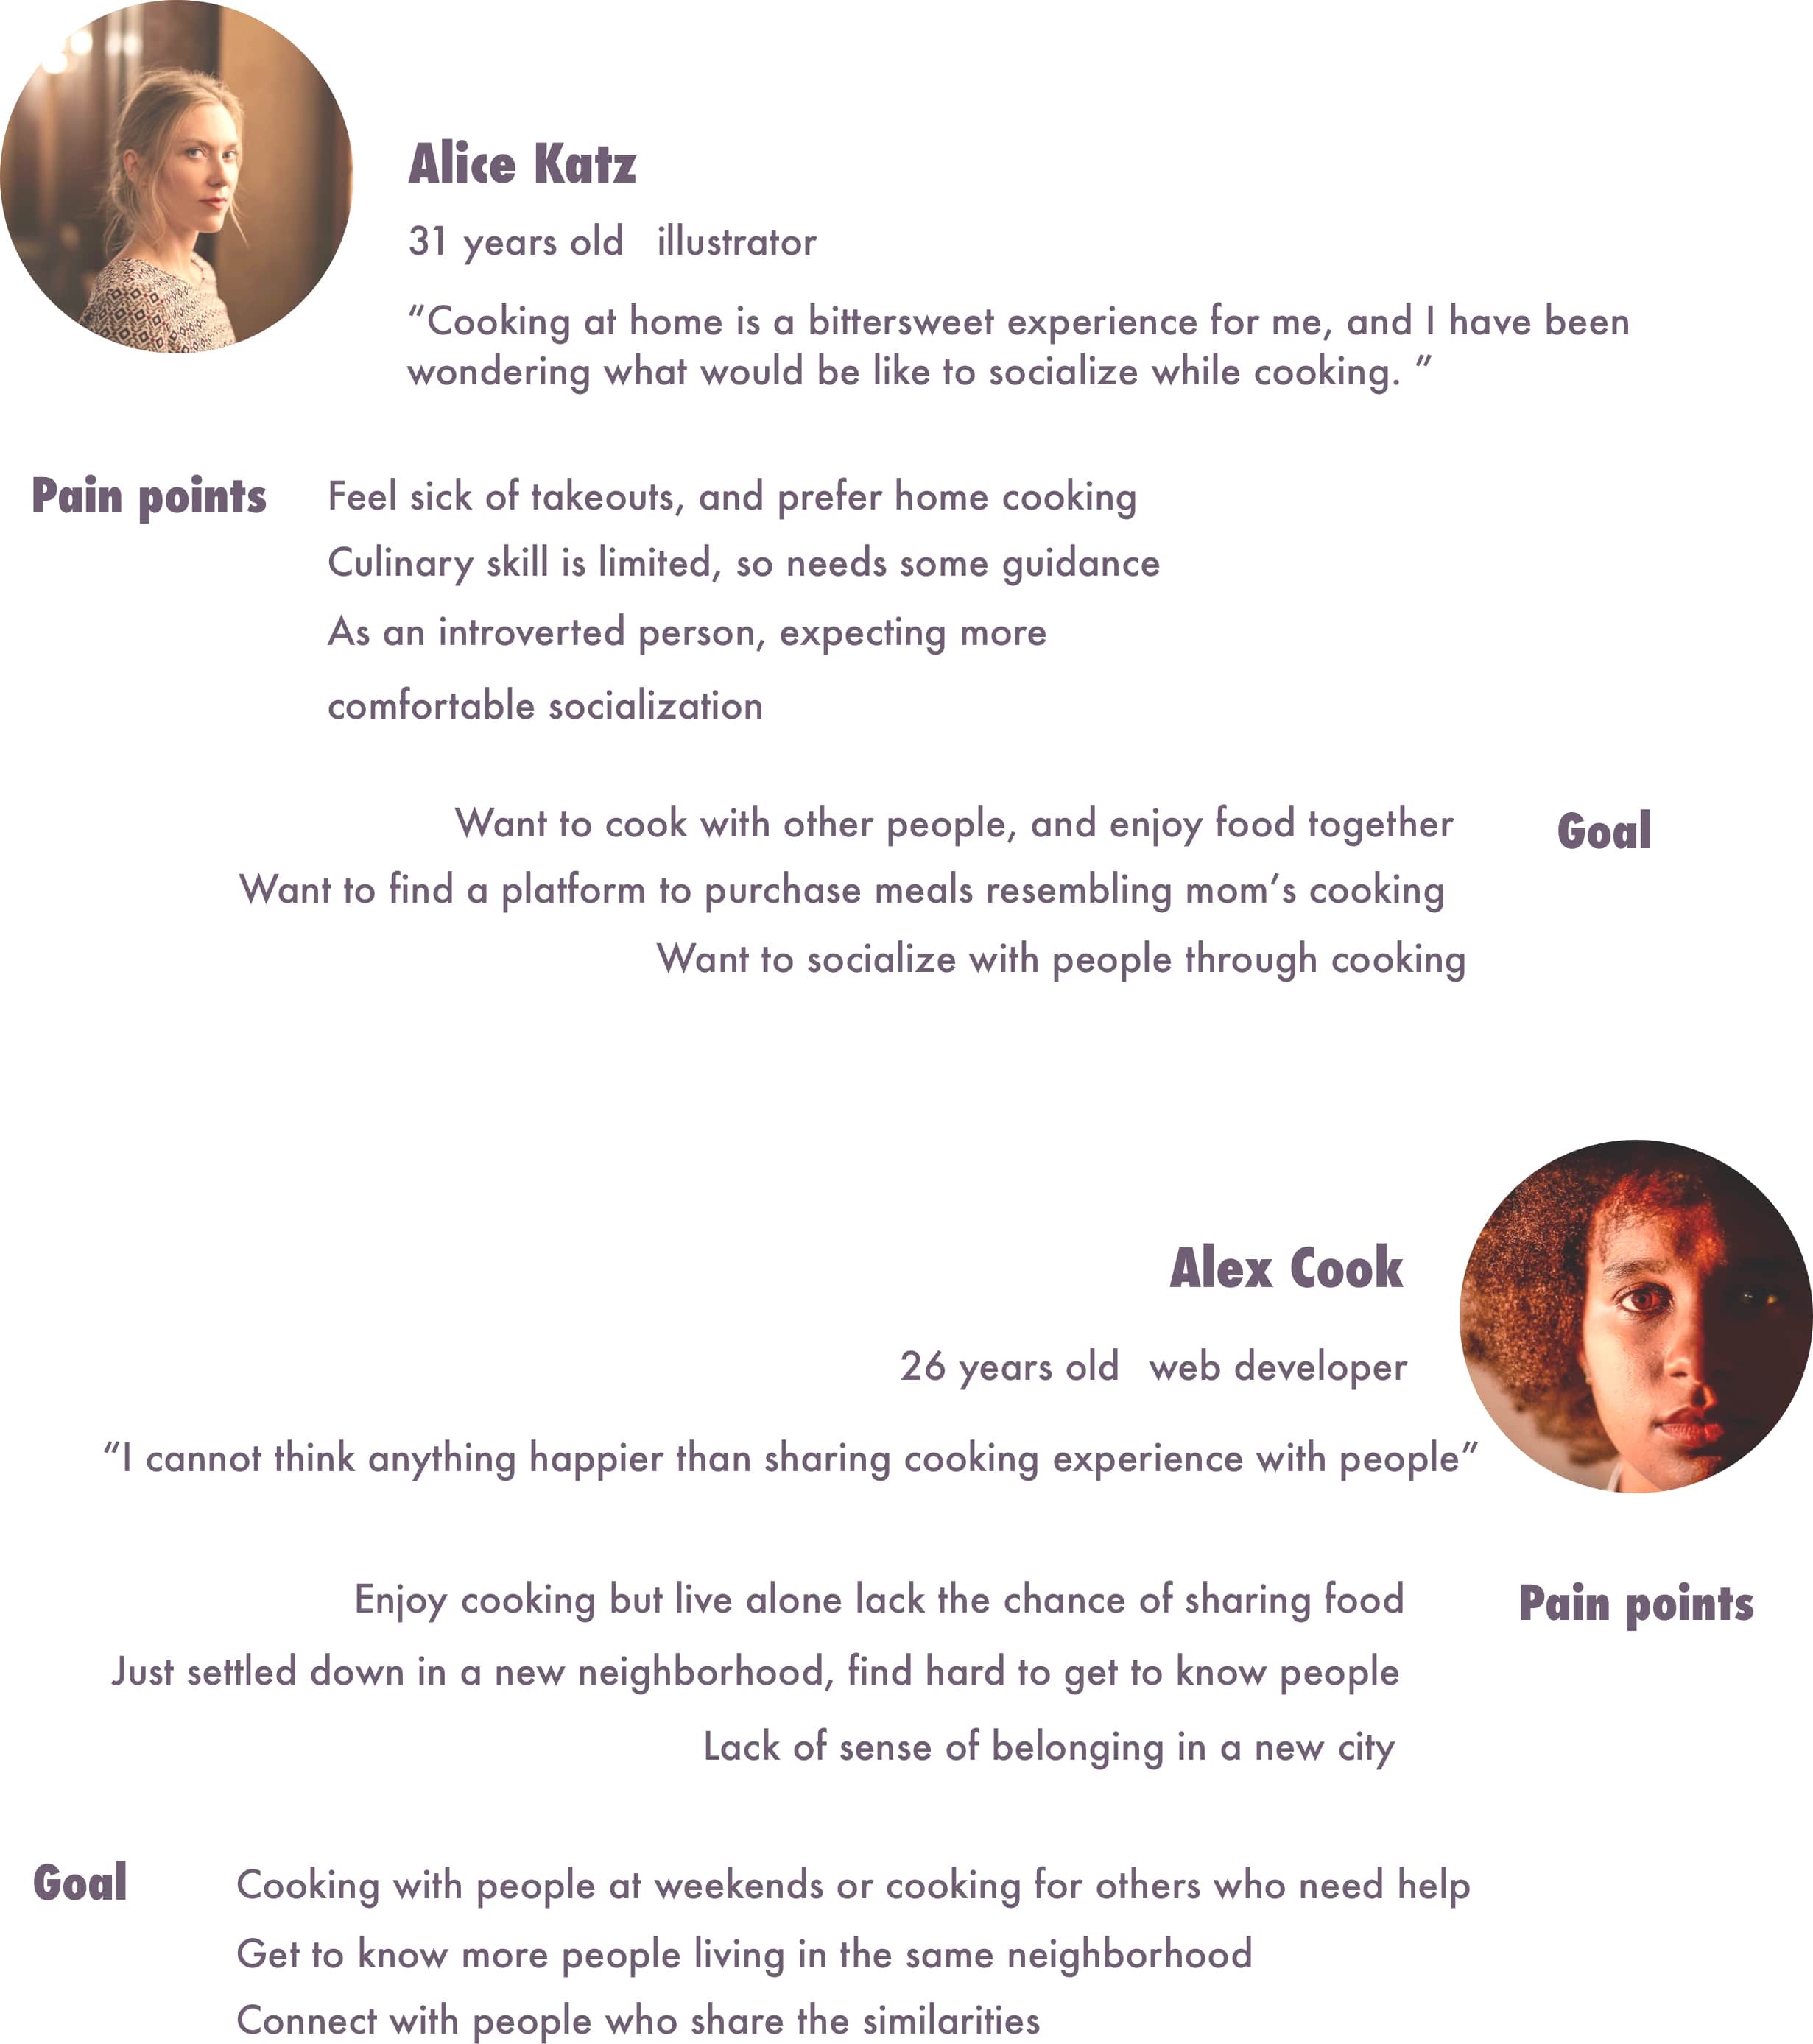 Alice Katz
31 years old illustrator
“Cooking at home is a bittersweet experience for me, and I have been
wondering what would be like to socialize while cooking. ”
Pain points
Feel sick of takeouts, and prefer home cooking
Culinary skill is limited, so needs some guidance
As an introverted person, expecting more
comfortable socialization
Goal
Want to cook with other people, and enjoy food together
Want to find a platform to purchase meals resembling mom’s cooking
Want to socialize with people through cooking
Alex Cook
26 years old web developer
“I cannot think anything happier than sharing cooking experience with people”
Pain points
Enjoy cooking but live alone lack the chance of sharing food
Just settled down in a new neighborhood, find hard to get to know people
Lack of sense of belonging in a new city
Goal
Cooking with people at weekends or cooking for others who need help
Get to know more people living in the same neighborhood
Connect with people who share the similarities